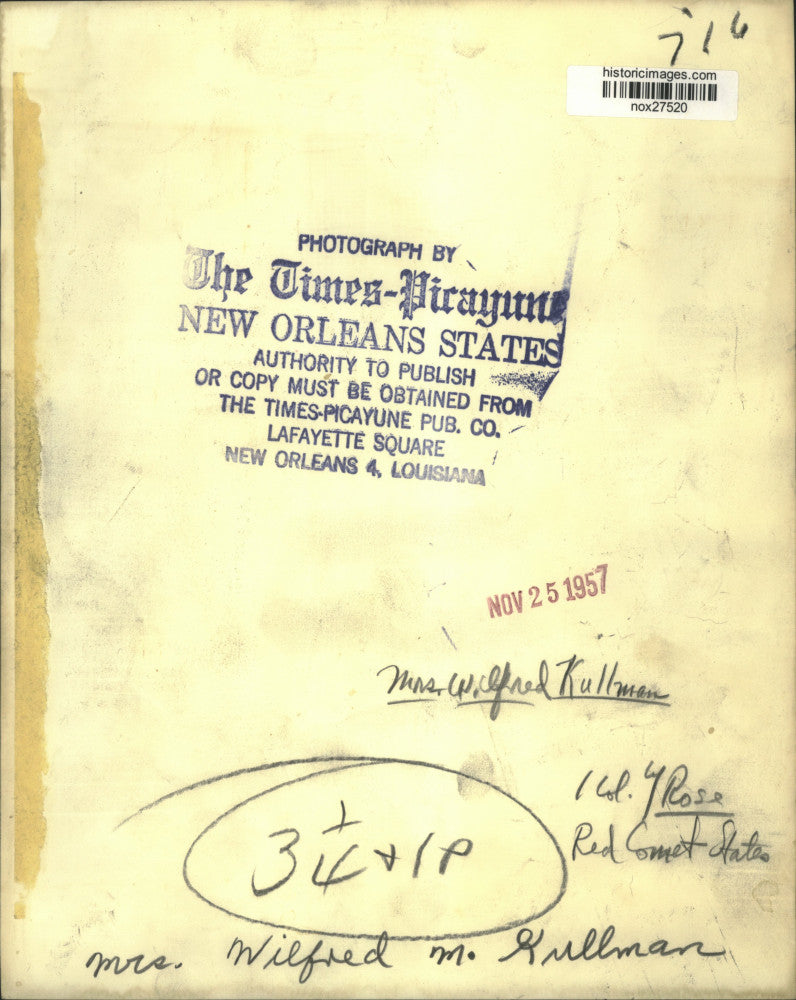 716
historicimages.com
nox27520
PHOTOGRAPH BY
The Times-Picayune
NEW ORLEANS STATES
AUTHORITY TO PUBLISH
OR COPY MUST BE OBTAINED FROM
THE TIMES-PICAYUNE PUB. CO.
LAFAYETTE SQUARE
NEW ORLEANS 4, LOUISIANA
NOV 25 1957
Mrs. Wilfred Kullman
1 Col. Rose
Red Comet States
3 1/4 + 1P
Mrs. Wilfred M. Kullman